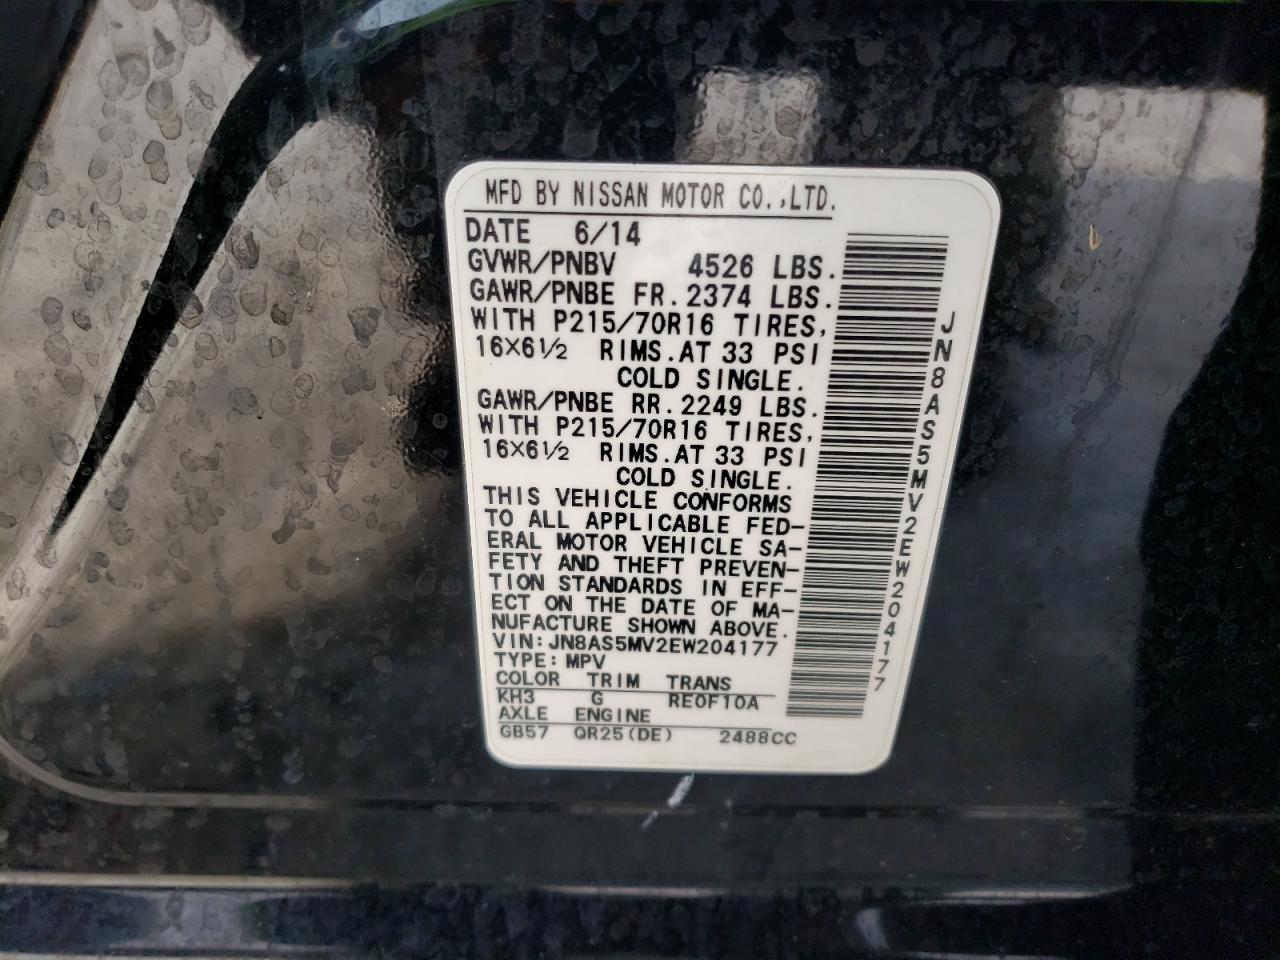 MFD BY NISSAN MOTOR CO.,LTD.
DATE 6/14
GVWR/PNBV 4526 LBS.
GAWR/PNBE FR. 2374 LBS.
WITH P215/70R16 TIRES,
16X6½ RIMS. AT 33 PSI
COLD SINGLE.
GAWR/PNBE RR. 2249 LBS.
WITH P215/70R16 TIRES,
16X6½ RIMS. AT 33 PSI
COLD SINGLE.
THIS VEHICLE CONFORMS
TO ALL APPLICABLE FED-
ERAL MOTOR VEHICLE SA-
FETY AND THEFT PREVEN-
TION STANDARDS IN EFF-
ECT ON THE DATE OF MA-
NUFACTURE SHOWN ABOVE.
VIN: JN8AS5MV2EW204177
TYPE: MPV
COLOR TRIM TRANS
KH3 G RE0F10A
AXLE ENGINE
GB57 QR25(DE) 2488CC
JN8AS5MV2EW204177